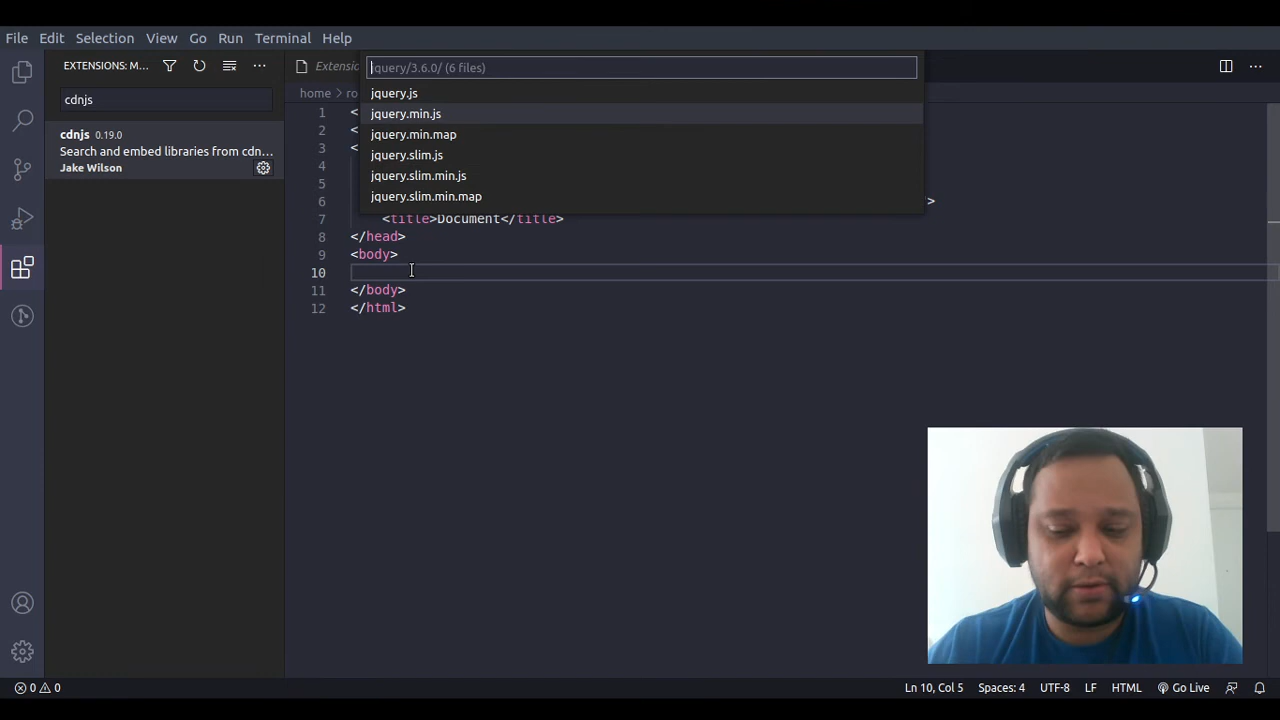 File Edit Selection View Go Run Terminal Help
EXTENSIONS: M...
cdnjs
cdnjs 0.19.0
Search and embed libraries from cdn...
Jake Wilson
Extensio
jquery/3.6.0/ (6 files)
jquery.js
jquery.min.js
jquery.min.map
jquery.slim.js
jquery.slim.min.js
jquery.slim.min.map
home > ro
1 <
2 <
3 <
4
5
6 >
7 <title>Document</title>
8 </head>
9 <body>
10
11 </body>
12 </html>
0 0 Ln 10, Col 5 Spaces: 4 UTF-8 LF HTML Go Live